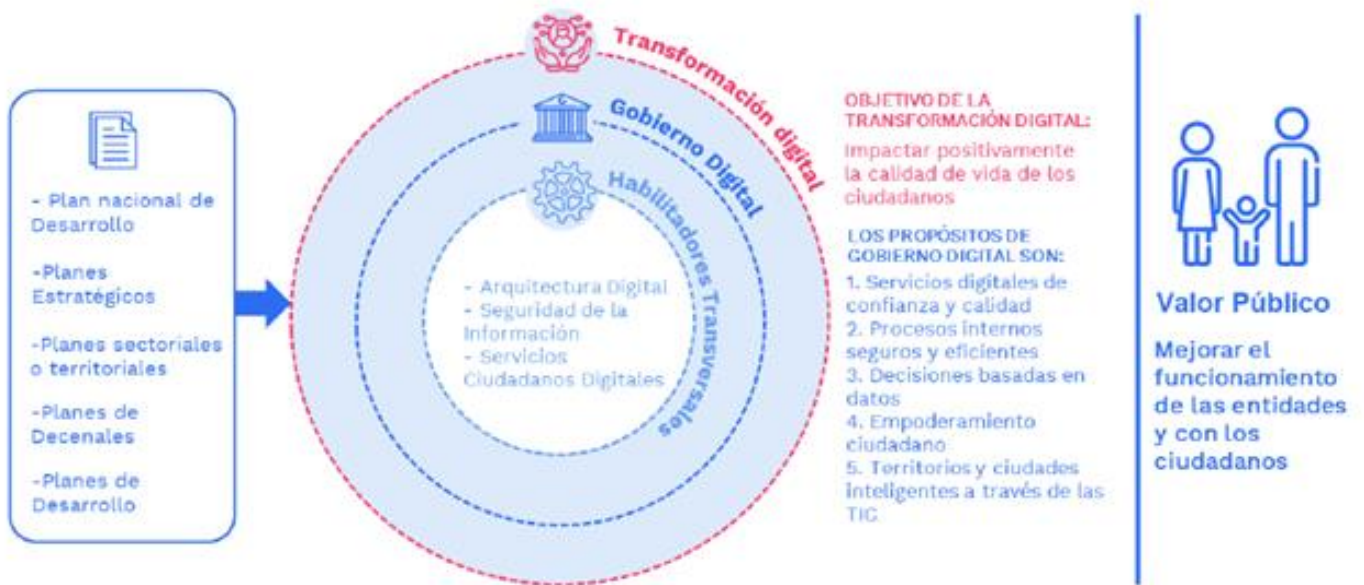 - Plan nacional de
Desarrollo
-Planes
Estratégicos
-Planes sectoriales
o territoriales
-Planes de
Decenales
-Planes de
Desarrollo
Transformación digital
Gobierno Digital
Habilitadores Transversales
- Arquitectura Digital
- Seguridad de la
Información
- Servicios
Ciudadanos Digitales
OBJETIVO DE LA
TRANSFORMACIÓN DIGITAL:
Impactar positivamente
la calidad de vida de los
ciudadanos
LOS PROPÓSITOS DE
GOBIERNO DIGITAL SON:
1. Servicios digitales de
confianza y calidad
2. Procesos internos
seguros y eficientes
3. Decisiones basadas en
datos
4. Empoderamiento
ciudadano
5. Territorios y ciudades
inteligentes a través de las
TIC
Valor Público
Mejorar el
funcionamiento
de las entidades
y con los
ciudadanos